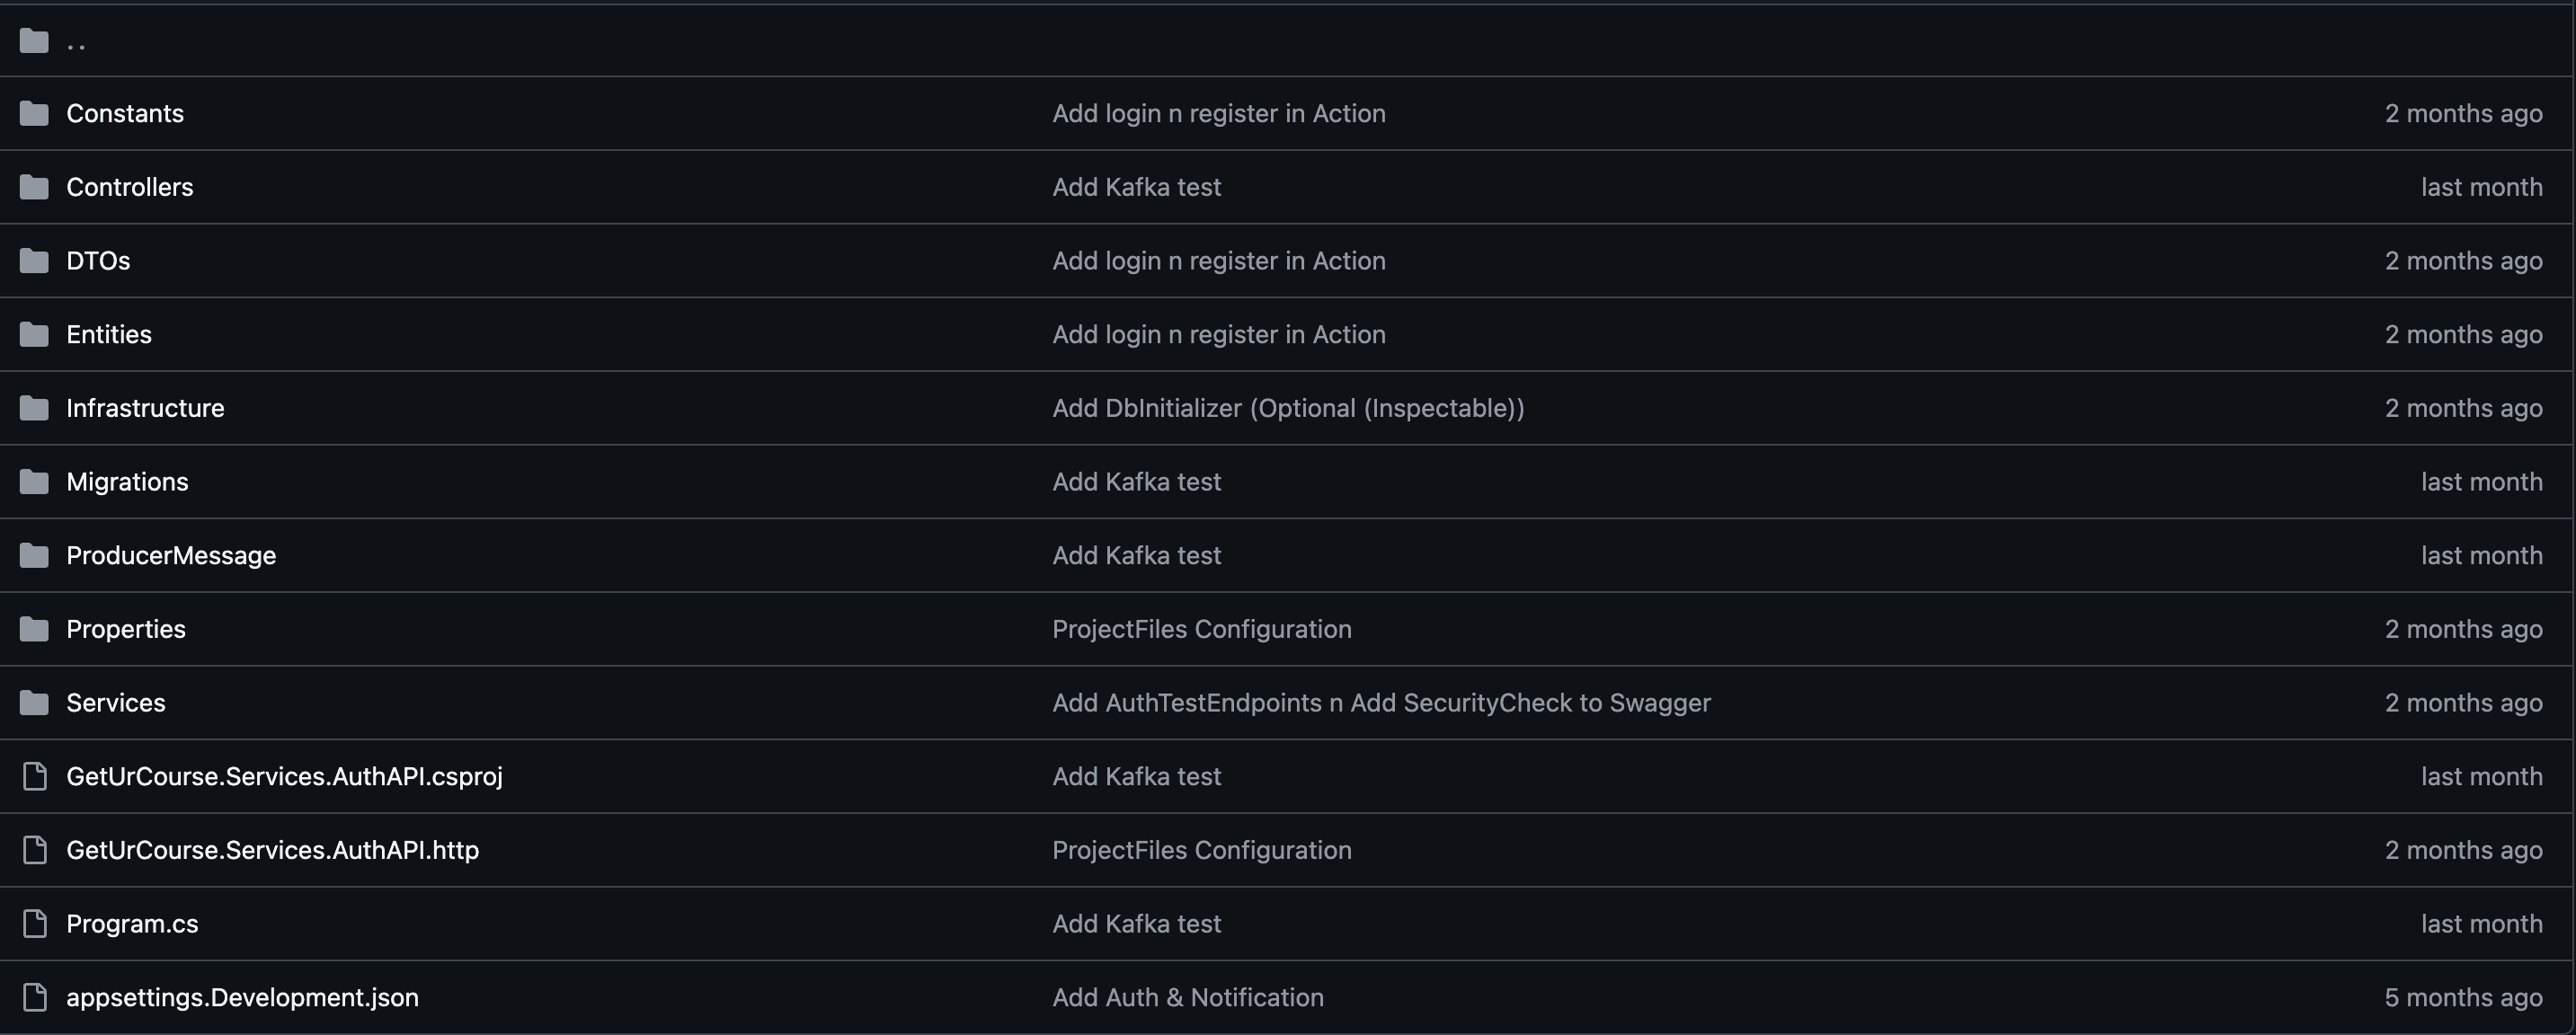 ..
Constants Add login n register in Action 2 months ago
Controllers Add Kafka test last month
DTOs Add login n register in Action 2 months ago
Entities Add login n register in Action 2 months ago
Infrastructure Add DbInitializer (Optional (Inspectable)) 2 months ago
Migrations Add Kafka test last month
ProducerMessage Add Kafka test last month
Properties ProjectFiles Configuration 2 months ago
Services Add AuthTestEndpoints n Add SecurityCheck to Swagger 2 months ago
GetUrCourse.Services.AuthAPI.csproj Add Kafka test last month
GetUrCourse.Services.AuthAPI.http ProjectFiles Configuration 2 months ago
Program.cs Add Kafka test last month
appsettings.Development.json Add Auth & Notification 5 months ago